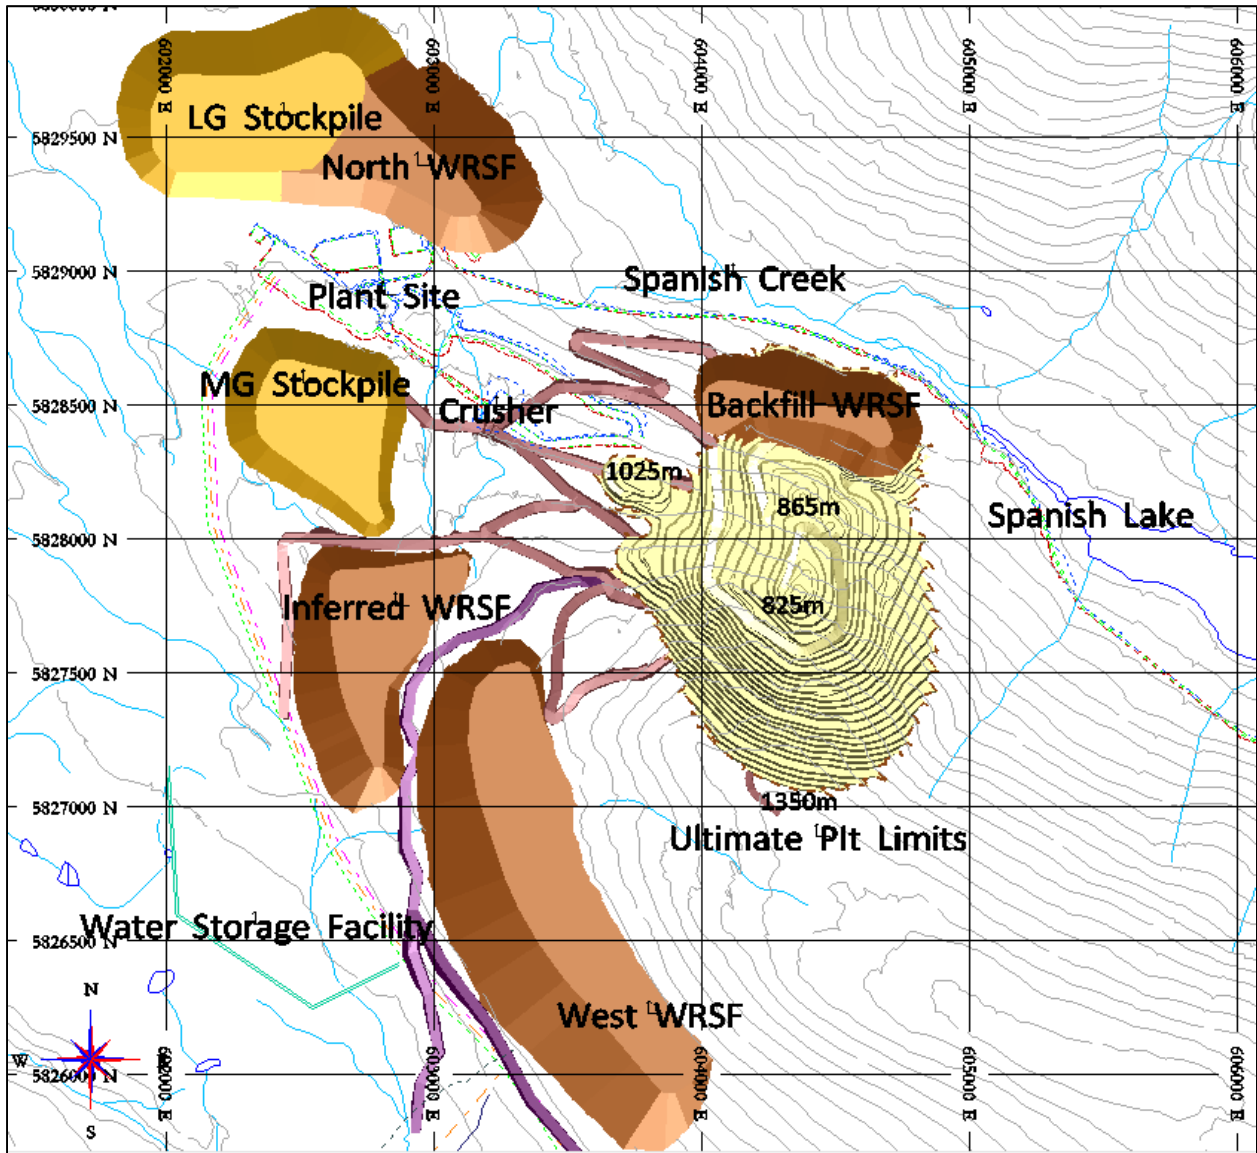 602000 E
603000 E
604000 E
605000 E
606000 E
LG Stockpile
5829500 N
North WRSF
5829000 N
Spanish Creek
Plant Site
MG Stockpile
5828500 N
Crusher
Backfill WRSF
1025m
865m
Spanish Lake
5828000 N
Inferred WRSF
825m
5827500 N
1350m
5827000 N
Ultimate Pit Limits
Water Storage Facility
5826500 N
N
West WRSF
W
5826000 N
602000 E
603000 E
604000 E
605000 E
606000 E
S